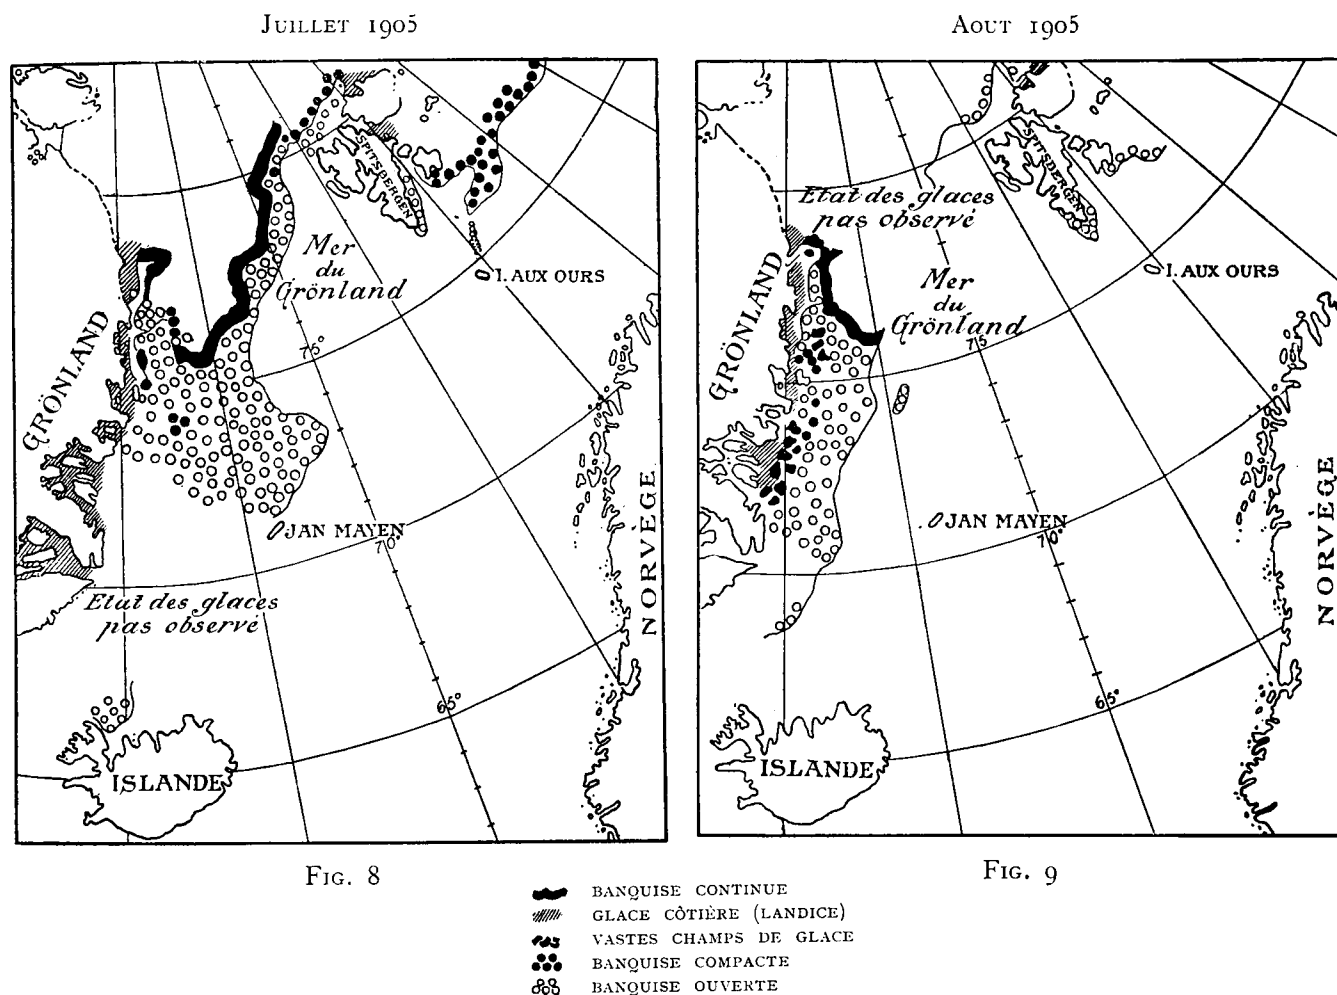 JUILLET 1905
AOUT 1905
SPITSBERGEN
Mer
du
Grönland
I. AUX OURS
GRÖNLAND
75°
JAN MAYEN
70°
Etat des glaces
pas observé
65°
NORVÈGE
ISLANDE
SPITSBERGEN
Etat des glaces
pas observé
I. AUX OURS
Mer
du
Grönland
GRÖNLAND
75°
JAN MAYEN
70°
65°
NORVÈGE
ISLANDE
FIG. 8
FIG. 9
BANQUISE CONTINUE
GLACE CÔTIÈRE (LANDICE)
VASTES CHAMPS DE GLACE
BANQUISE COMPACTE
BANQUISE OUVERTE